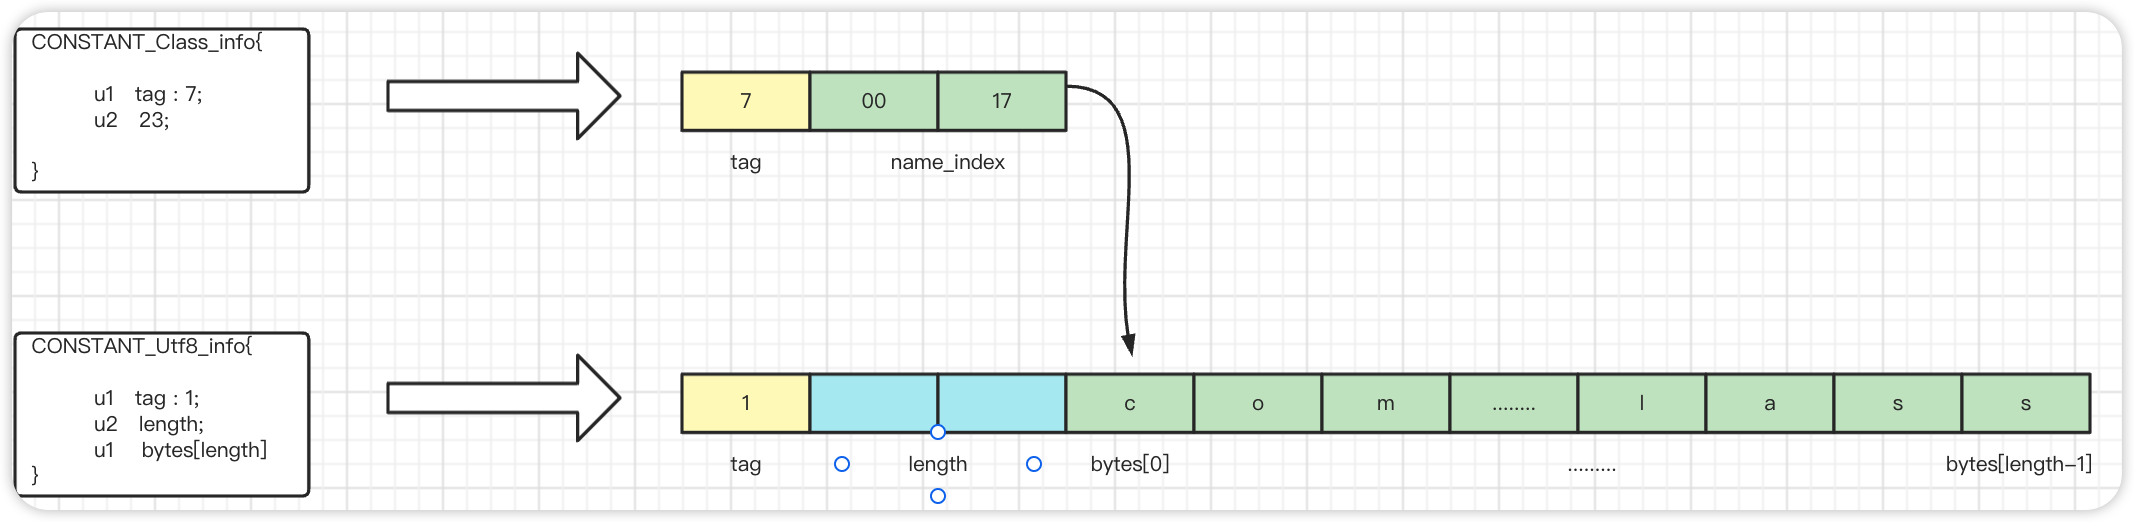 CONSTANT_Class_info{
u1 tag : 7;
u2 23;
}
7 00 17
tag name_index
CONSTANT_Utf8_info{
u1 tag : 1;
u2 length;
u1 bytes[length]
}
1 c o m ........ l a s s
tag length bytes[0] ......... bytes[length-1]